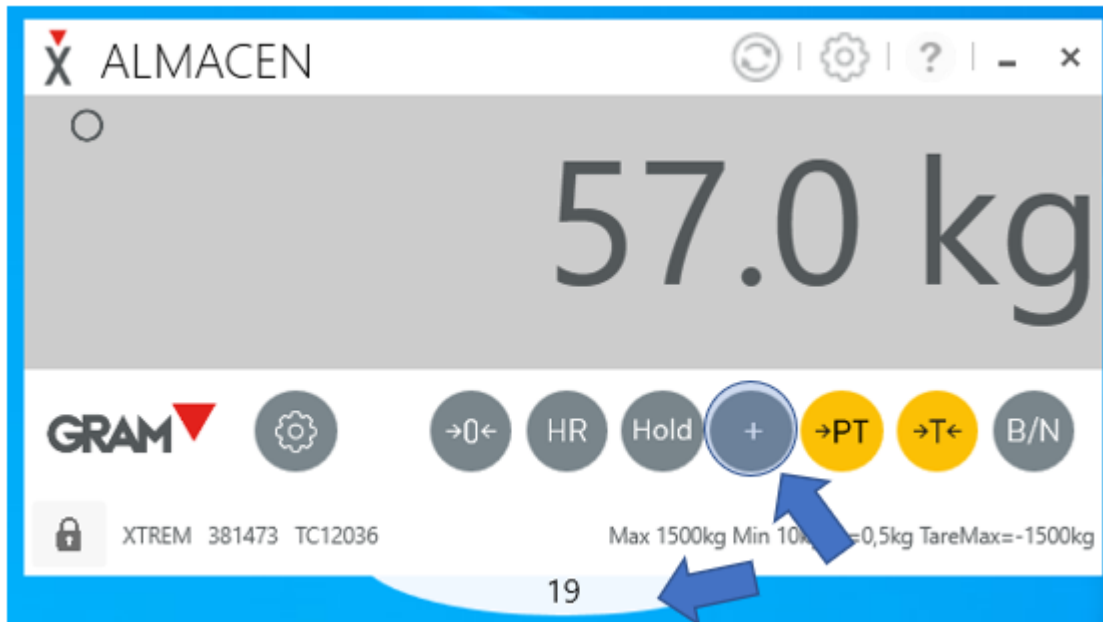 ALMACEN ?
57.0 kg
GRAM →0← HR Hold + →PT →T← B/N
XTREM 381473 TC12036 Max 1500kg Min =0,5kg TareMax=-1500kg
19